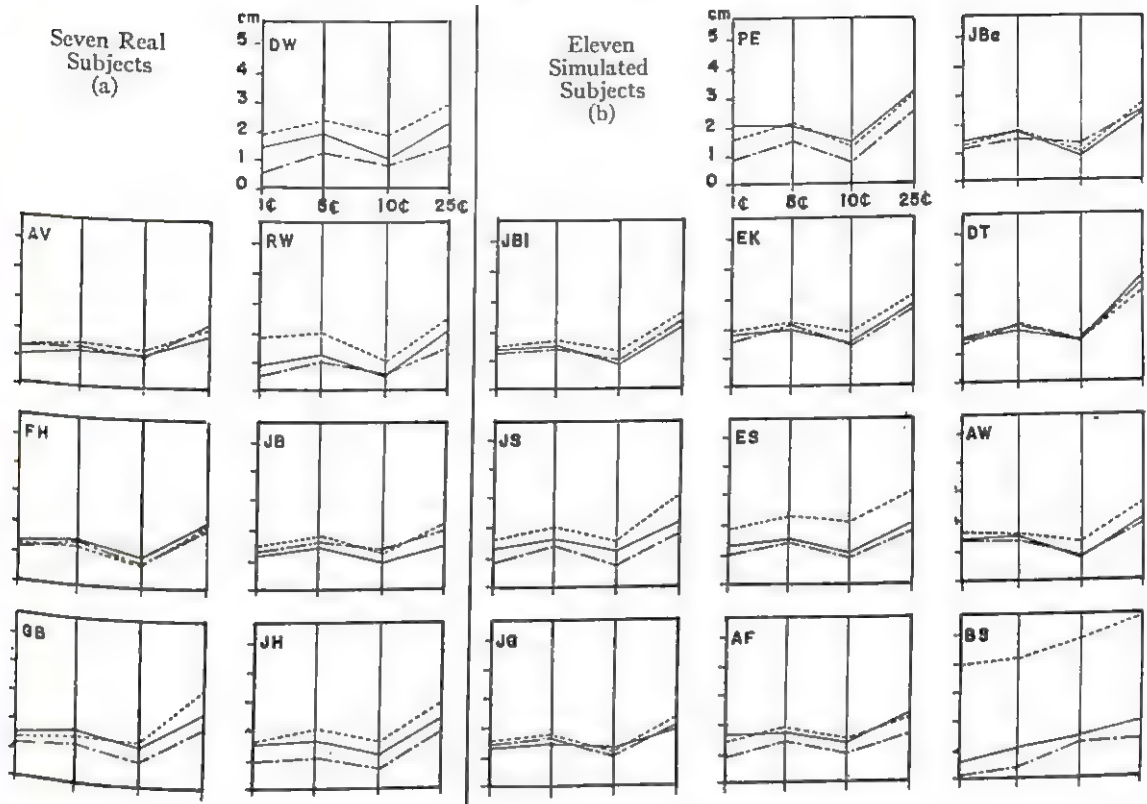 Seven Real
Subjects
(a)
cm
5
4
3
2
1
0
DW
1¢ 5¢ 10¢ 25¢
Eleven
Simulated
Subjects
(b)
cm
5
4
3
2
1
0
PE
1¢ 5¢ 10¢ 25¢
JBe
AV
RW
JBl
EK
DT
FH
JB
JS
ES
AW
GB
JH
JG
AF
BS